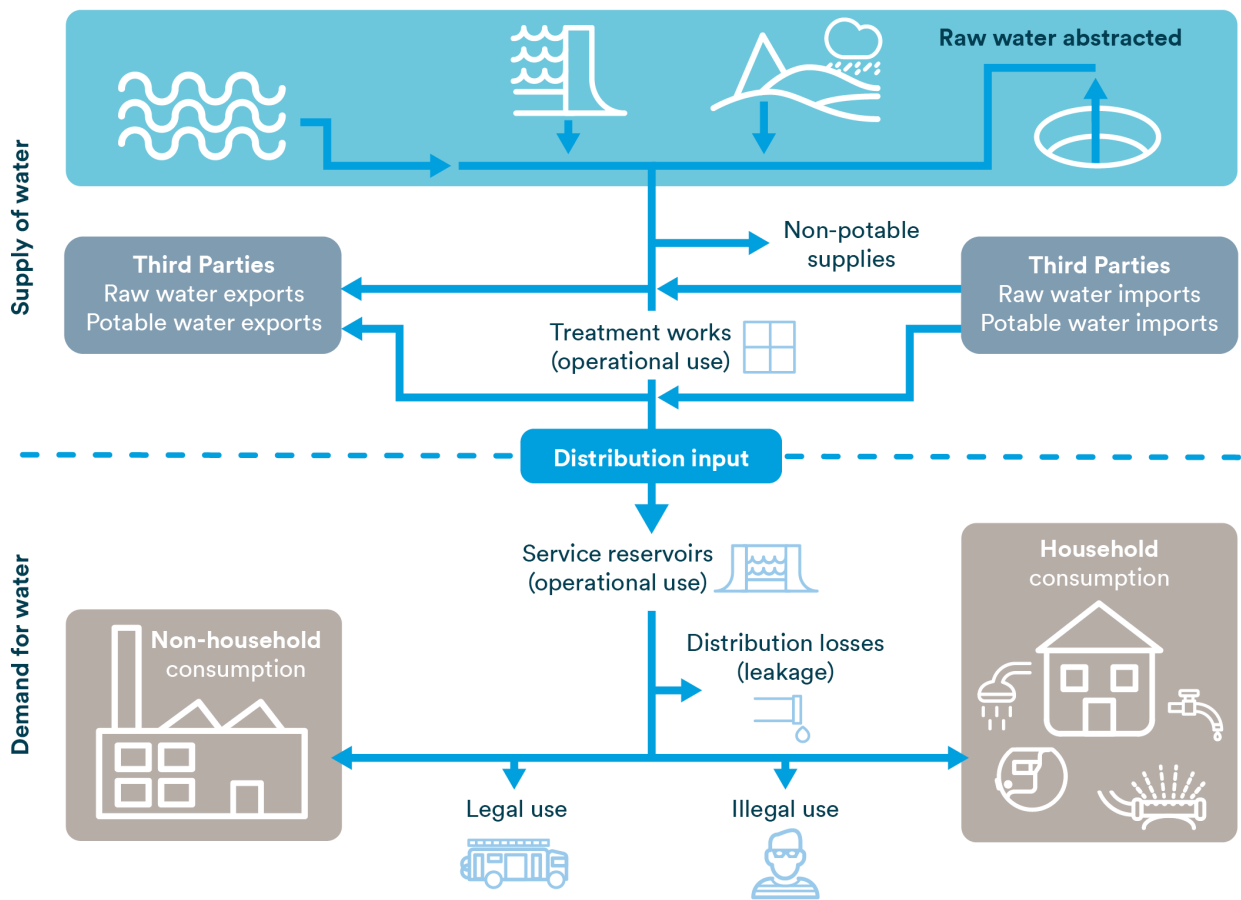 Supply of water
Raw water abstracted
Non-potable
supplies
Third Parties
Raw water exports
Potable water exports
Third Parties
Raw water imports
Potable water imports
Treatment works
(operational use)
Distribution input
Demand for water
Service reservoirs
(operational use)
Household
consumption
Non-household
consumption
Distribution losses
(leakage)
Legal use
Illegal use